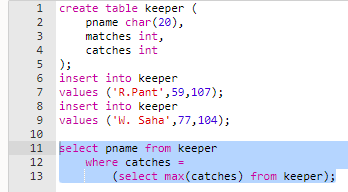 1 create table keeper (
2 pname char(20),
3 matches int,
4 catches int
5 );
6 insert into keeper
7 values ('R.Pant',59,107);
8 insert into keeper
9 values ('W. Saha',77,104);
10
11 select pname from keeper
12 where catches =
13 (select max(catches) from keeper);